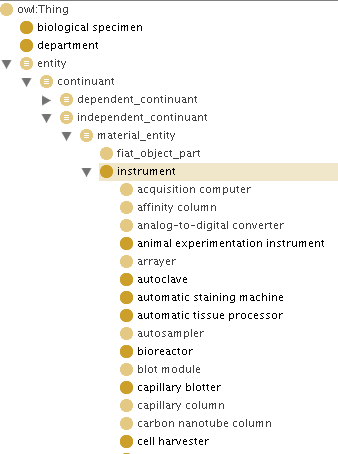 owl:Thing
biological specimen
department
entity
continuant
dependent_continuant
independent_continuant
material_entity
fiat_object_part
instrument
acquisition computer
affinity column
analog-to-digital converter
animal experimentation instrument
arrayer
autoclave
automatic staining machine
automatic tissue processor
autosampler
bioreactor
blot module
capillary blotter
capillary column
carbon nanotube column
cell harvester